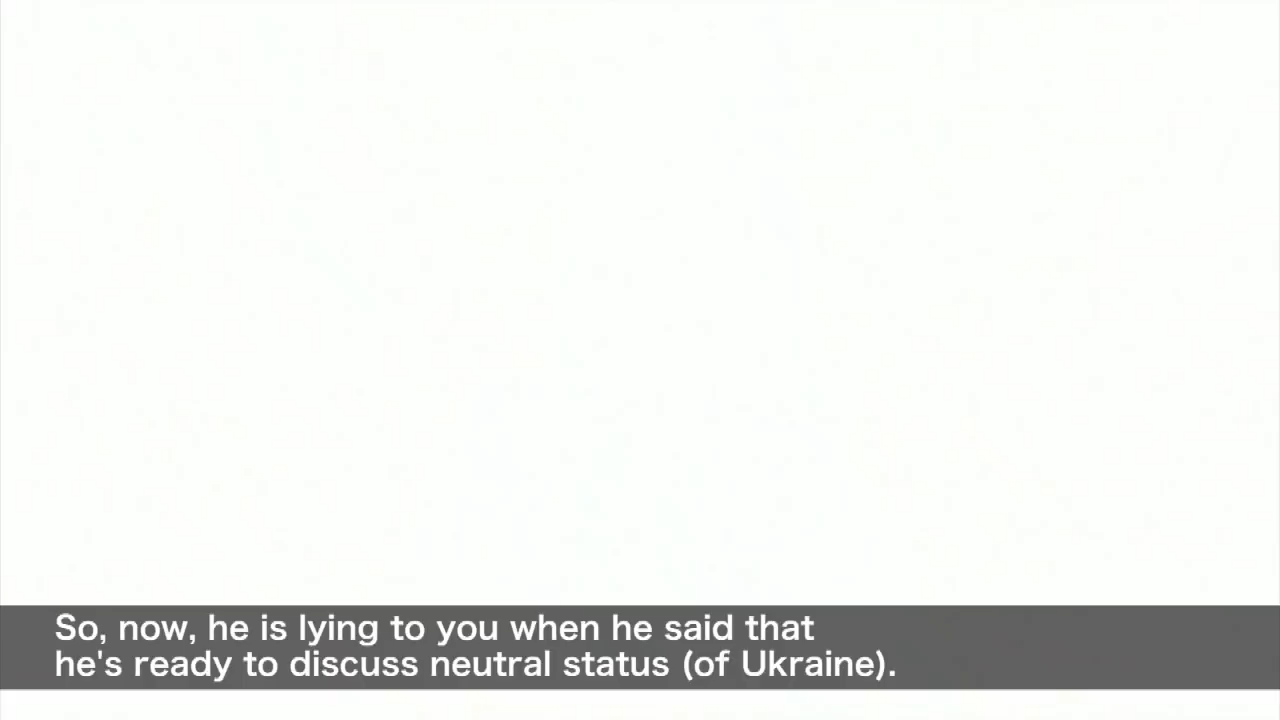 So, now, he is lying to you when he said that
he's ready to discuss neutral status (of Ukraine).